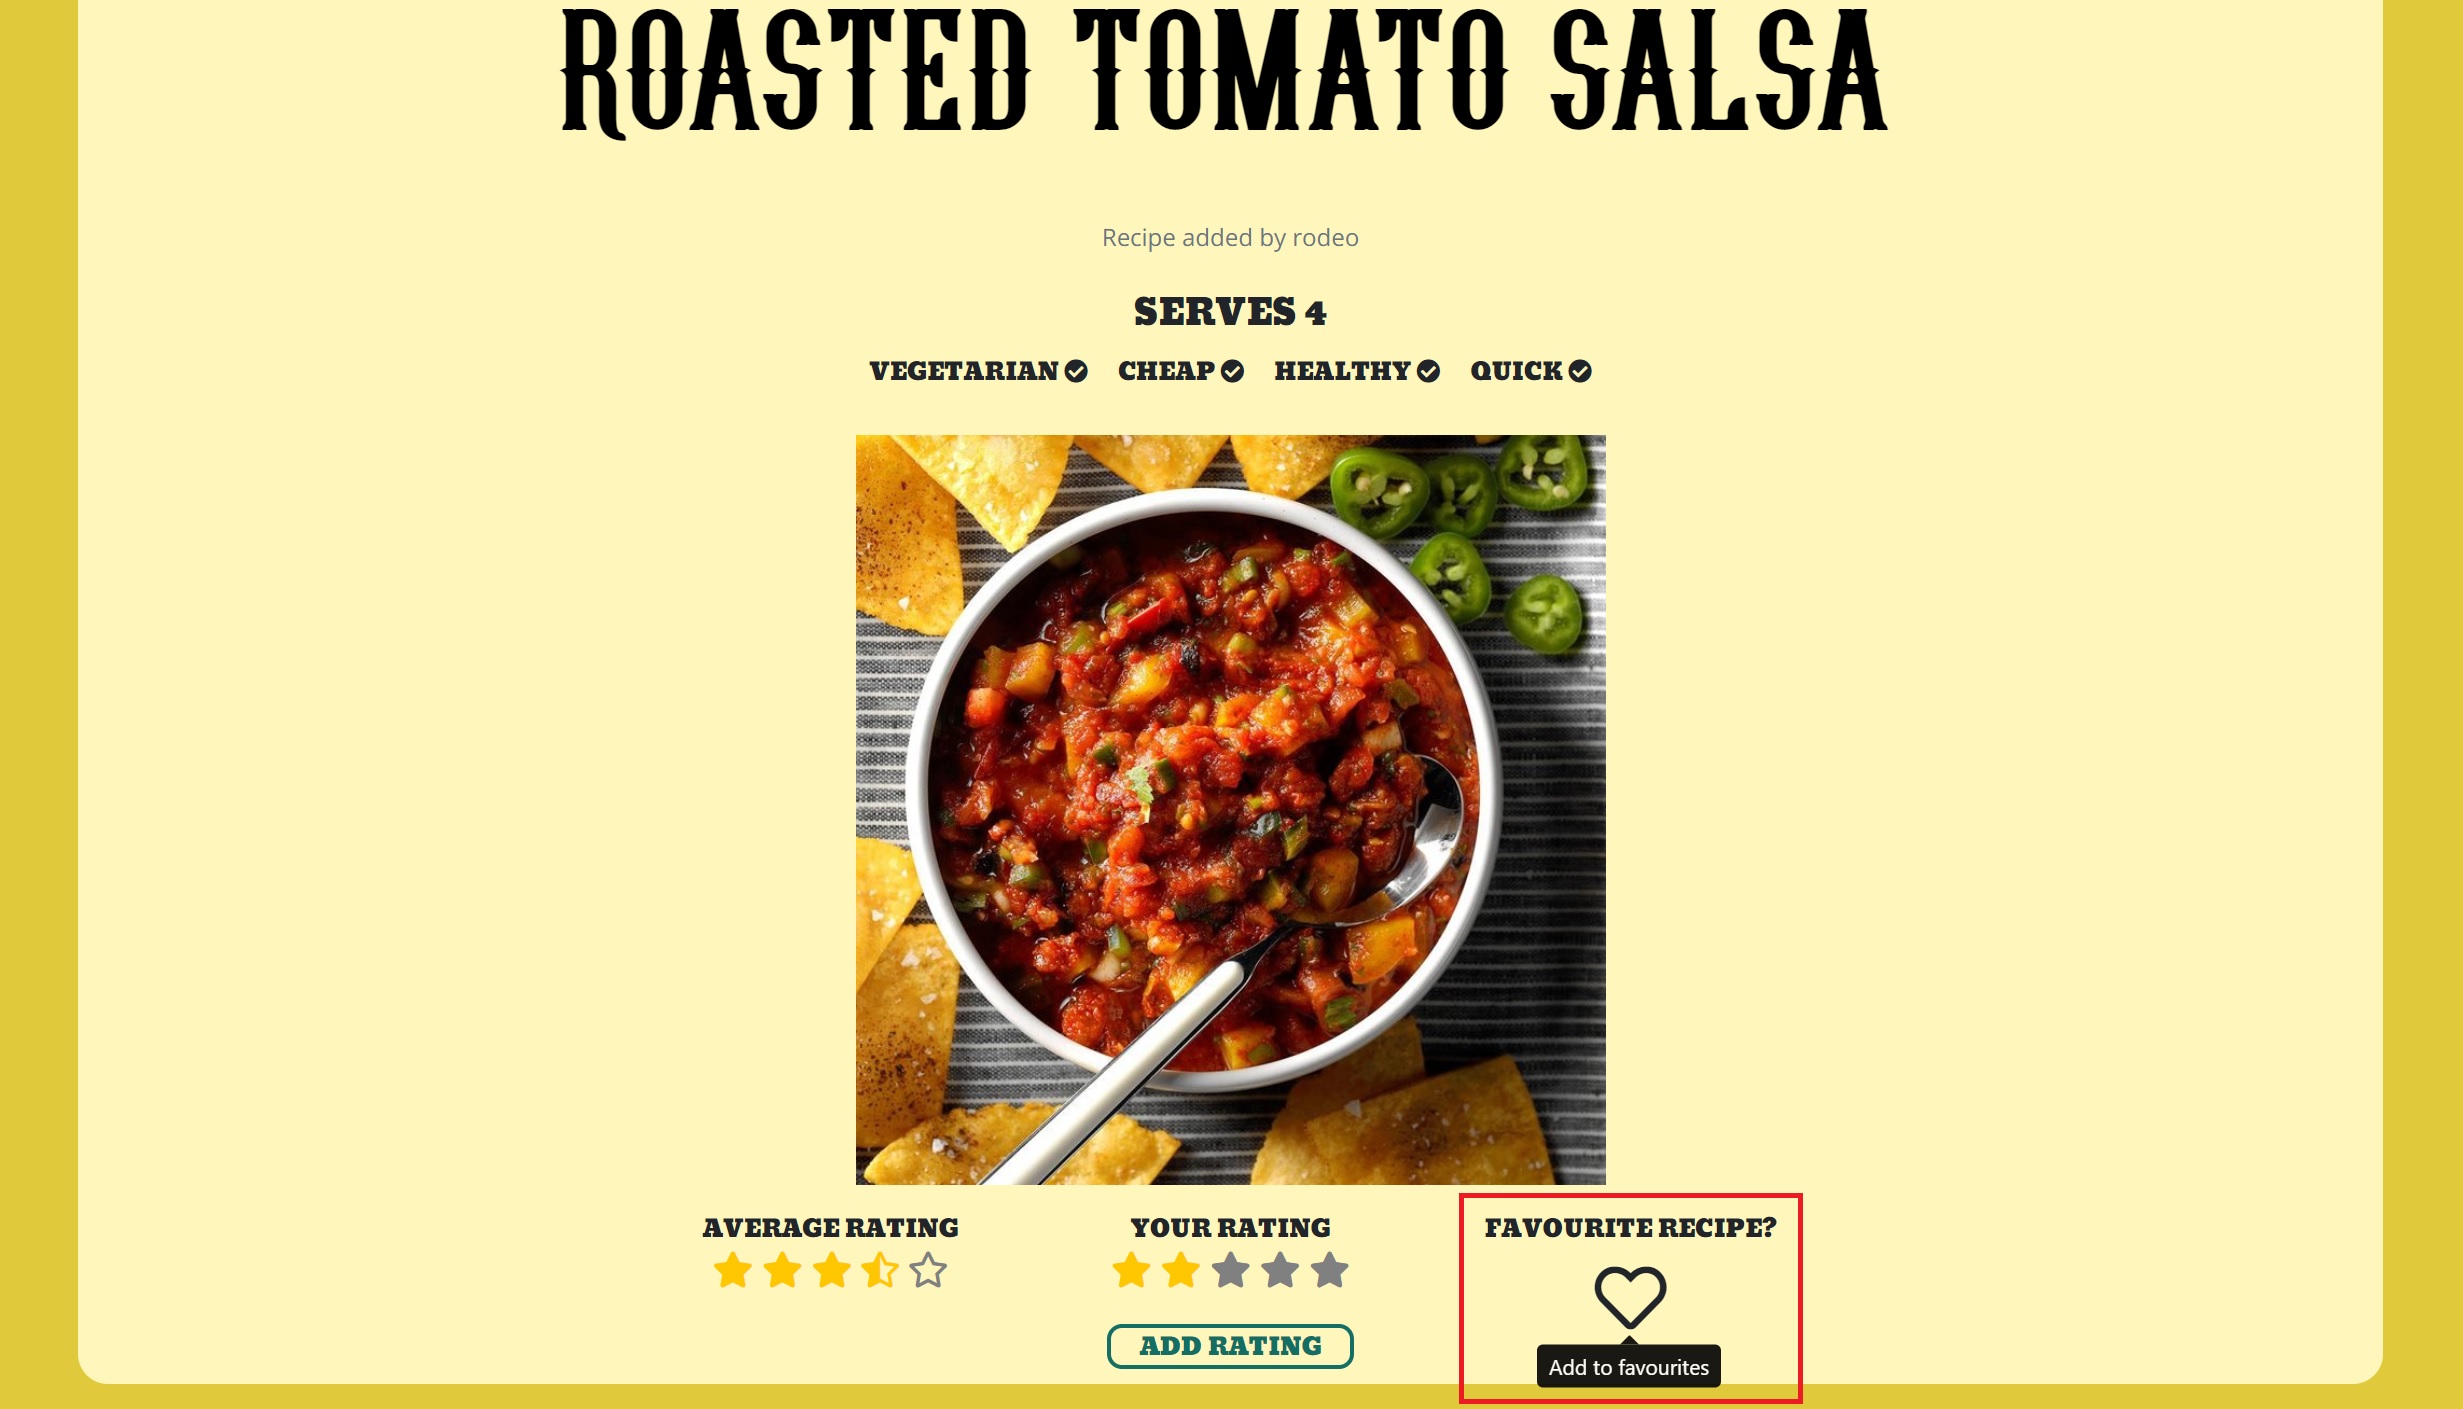 ROASTED TOMATO SALSA
Recipe added by rodeo
SERVES 4
VEGETARIAN CHEAP HEALTHY QUICK
AVERAGE RATING YOUR RATING FAVOURITE RECIPE?
ADD RATING
Add to favourites